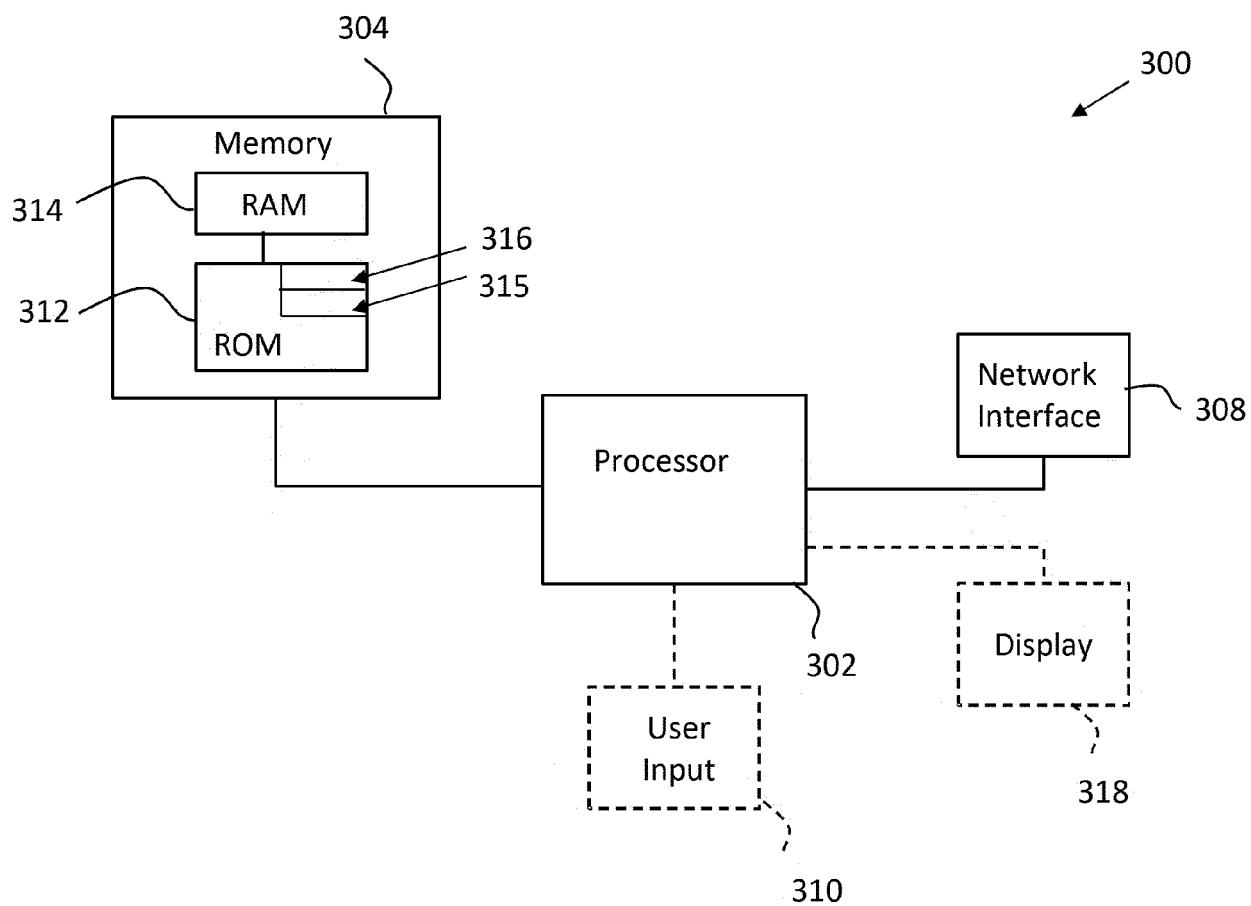 304
300
Memory
RAM
314
316
315
312
ROM
Network
Interface
308
Processor
302
Display
User
Input
318
310